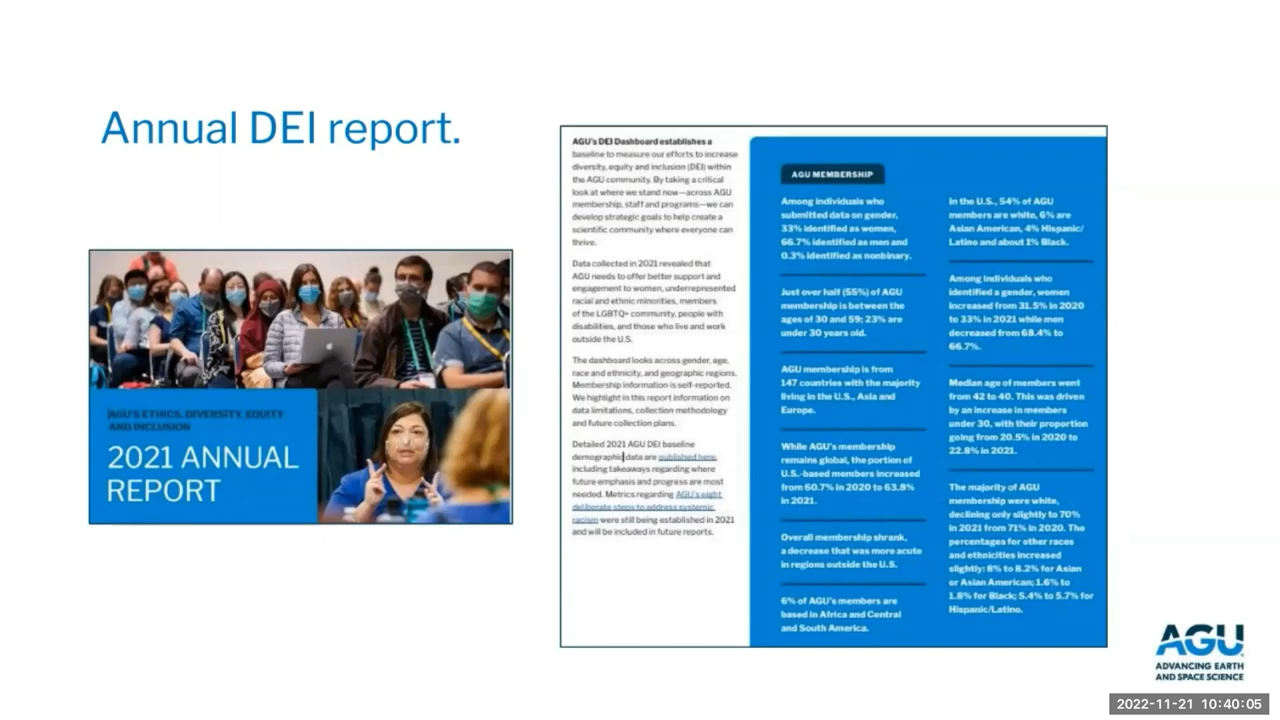 Annual DEI report.
AGU'S ETHICS, DIVERSITY, EQUITY
AND INCLUSION
2021 ANNUAL
REPORT
AGU's DEI Dashboard establishes a
baseline to measure our efforts to increase
diversity, equity and inclusion (DEI) within
the AGU community. By taking a critical
look at where we stand now—across AGU
membership, staff and programs—we can
develop strategic goals to help create a
scientific community where everyone can
thrive.
Data collected in 2021 revealed that
AGU needs to offer better support and
engagement to women, underrepresented
racial and ethnic minorities, members
of the LGBTQ+ community, people with
disabilities, and those who live and work
outside the U.S.
The dashboard looks across gender, age,
race and ethnicity, and geographic regions.
Membership information is self-reported.
We highlight in this report information on
data limitations, collection methodology
and future collection plans.
Detailed 2021 AGU DEI baseline
demographic data are published here,
including takeaways regarding where
future emphasis and progress are most
needed. Metrics regarding AGU's eight
deliberate steps to address systemic
racism were still being established in 2021
and will be included in future reports.
AGU MEMBERSHIP
Among individuals who
submitted data on gender,
33% identified as women,
66.7% identified as men and
0.3% identified as nonbinary.
Just over half (55%) of AGU
membership is between the
ages of 30 and 59; 23% are
under 30 years old.
AGU membership is from
147 countries with the majority
living in the U.S., Asia and
Europe.
While AGU's membership
remains global, the portion of
U.S.-based members increased
from 60.7% in 2020 to 63.8%
in 2021.
Overall membership shrank,
a decrease that was more acute
in regions outside the U.S.
6% of AGU's members are
based in Africa and Central
and South America.
In the U.S., 54% of AGU
members are white, 6% are
Asian American, 4% Hispanic/
Latino and about 1% Black.
Among individuals who
identified a gender, women
increased from 31.5% in 2020
to 33% in 2021 while men
decreased from 68.4% to
66.7%.
Median age of members went
from 42 to 40. This was driven
by an increase in members
under 30, with their proportion
going from 20.5% in 2020 to
22.8% in 2021.
The majority of AGU
membership were white,
declining only slightly to 70%
in 2021 from 71% in 2020. The
percentages for other races
and ethnicities increased
slightly: 8% to 8.2% for Asian
or Asian American; 1.6% to
1.8% for Black; 5.4% to 5.7% for
Hispanic/Latino.
AGU
ADVANCING EARTH
AND SPACE SCIENCE
2022-11-21 10:40:05